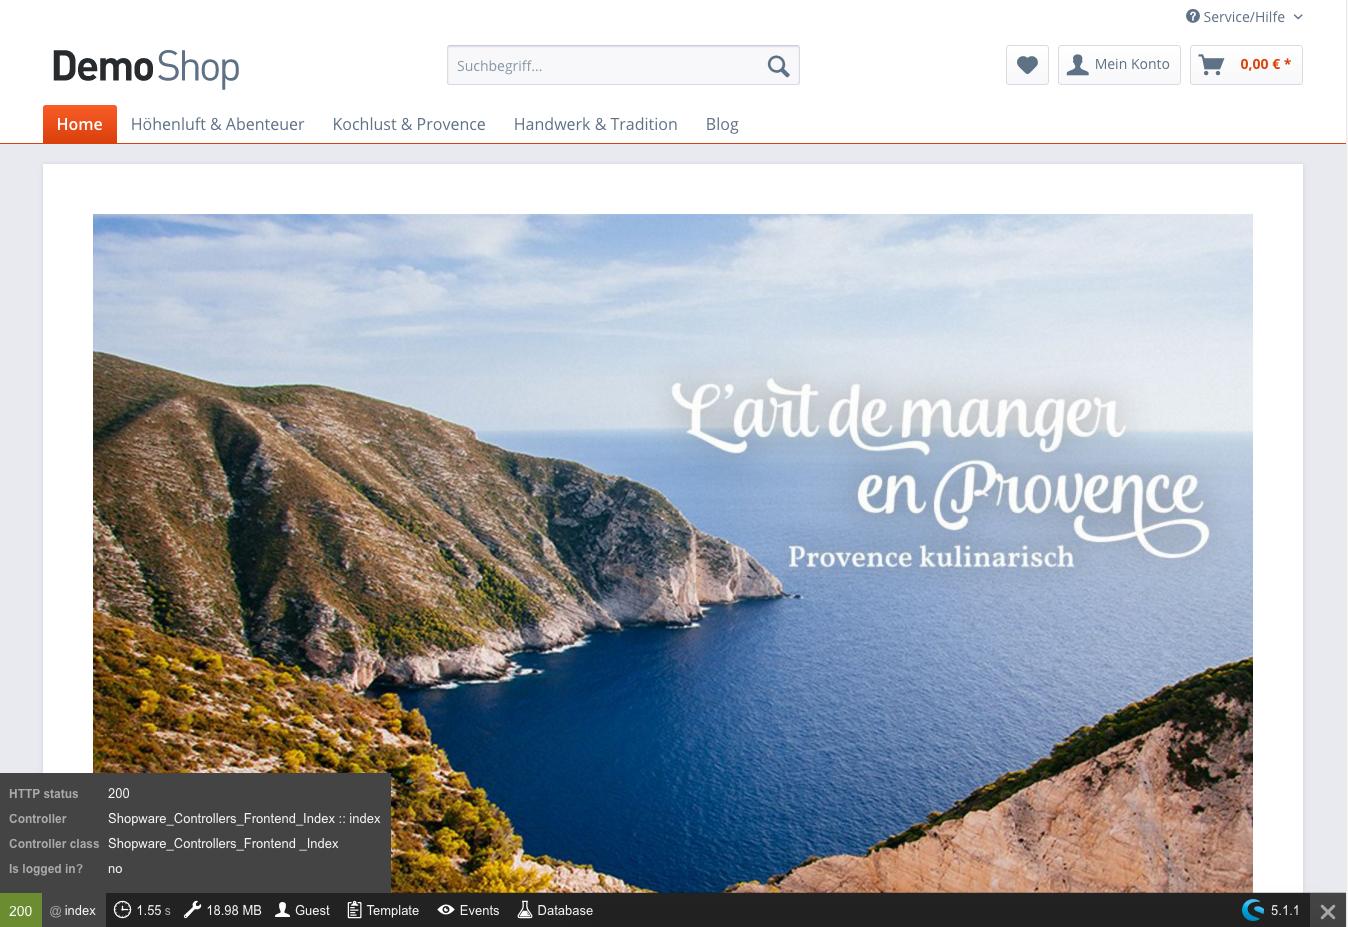 Service/Hilfe
DemoShop
Suchbegriff...
Mein Konto
0,00 € *
Home
Höhenluft & Abenteuer
Kochlust & Provence
Handwerk & Tradition
Blog
L'art de manger
en Provence
Provence kulinarisch
HTTP status 200
Controller Shopware_Controllers_Frontend_Index :: index
Controller class Shopware_Controllers_Frontend _Index
Is logged in? no
200 @ index 1.55 s 18.98 MB Guest Template Events Database 5.1.1